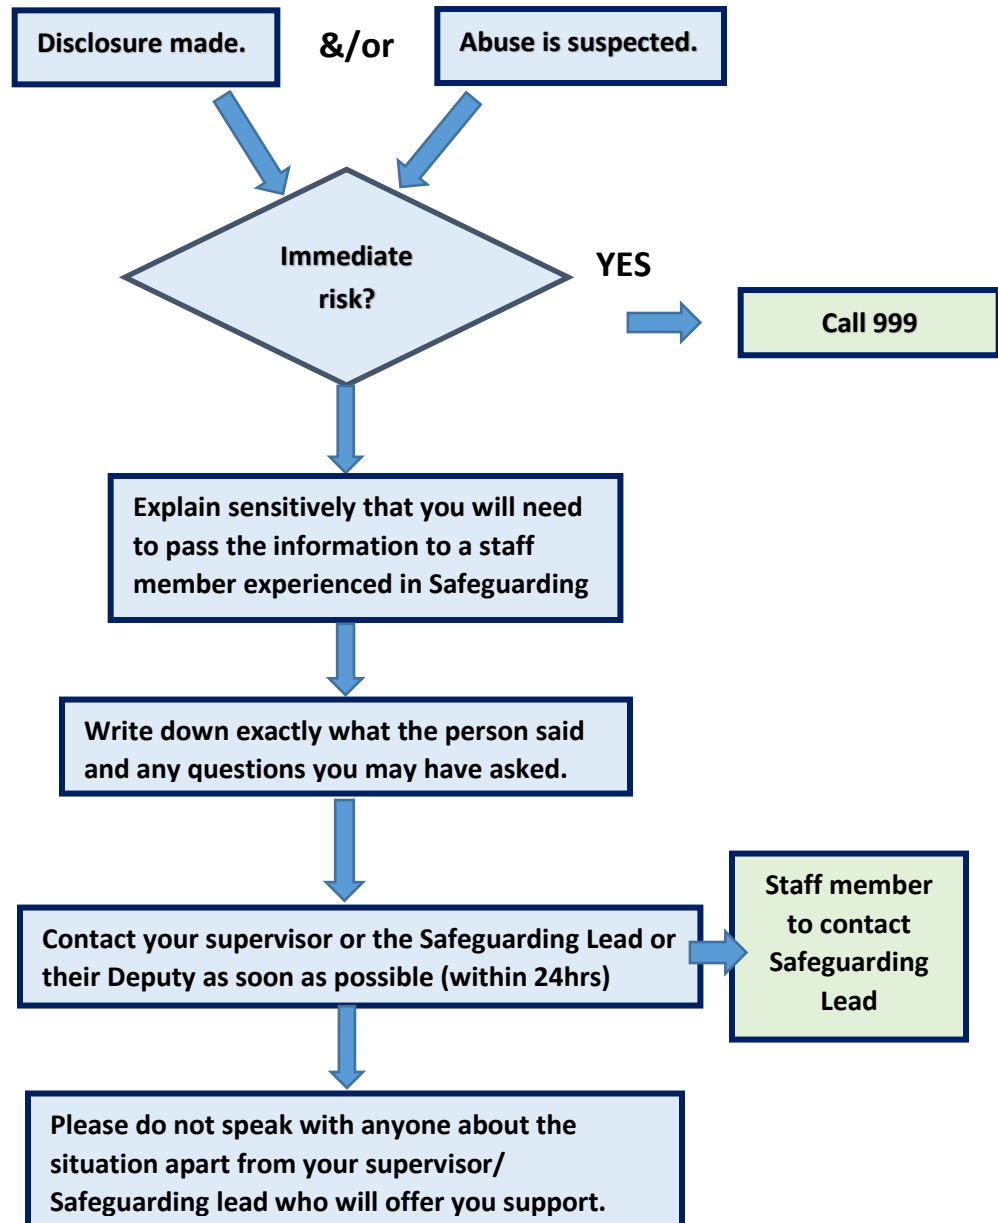 Disclosure made.
&/or
Abuse is suspected.
Immediate
risk?
YES
Call 999
Explain sensitively that you will need
to pass the information to a staff
member experienced in Safeguarding
Write down exactly what the person said
and any questions you may have asked.
Contact your supervisor or the Safeguarding Lead or
their Deputy as soon as possible (within 24hrs)
Staff member
to contact
Safeguarding
Lead
Please do not speak with anyone about the
situation apart from your supervisor/
Safeguarding lead who will offer you support.